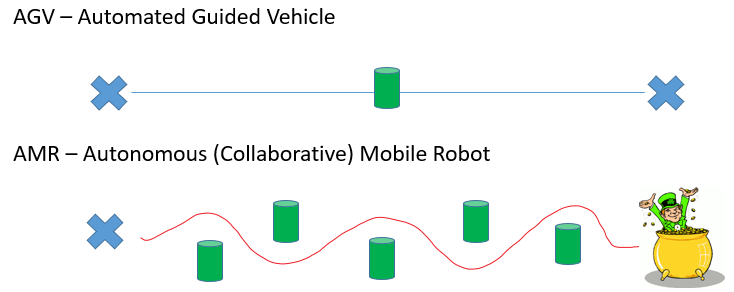 AGV – Automated Guided Vehicle
AMR – Autonomous (Collaborative) Mobile Robot